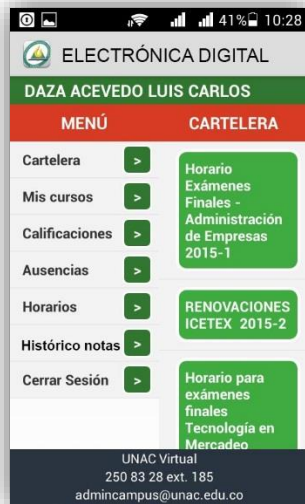 41% 10:28
ELECTRÓNICA DIGITAL
DAZA ACEVEDO LUIS CARLOS
MENÚ
Cartelera >
Mis cursos >
Calificaciones >
Ausencias >
Horarios >
Histórico notas >
Cerrar Sesión >
CARTELERA
Horario
Exámenes
Finales -
Administración
de Empresas
2015-1
RENOVACIONES
ICETEX 2015-2
Horario para
exámenes
finales
Tecnología en
Mercadeo
UNAC Virtual
250 83 28 ext. 185
admincampus@unac.edu.co